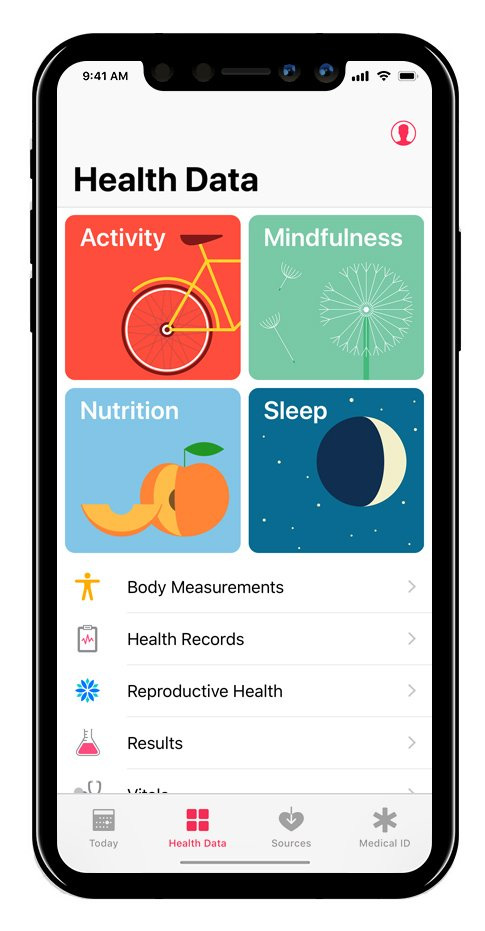 9:41 AM
Health Data
Activity
Mindfulness
Nutrition
Sleep
Body Measurements
Health Records
Reproductive Health
Results
Vitals
Today
Health Data
Sources
Medical ID